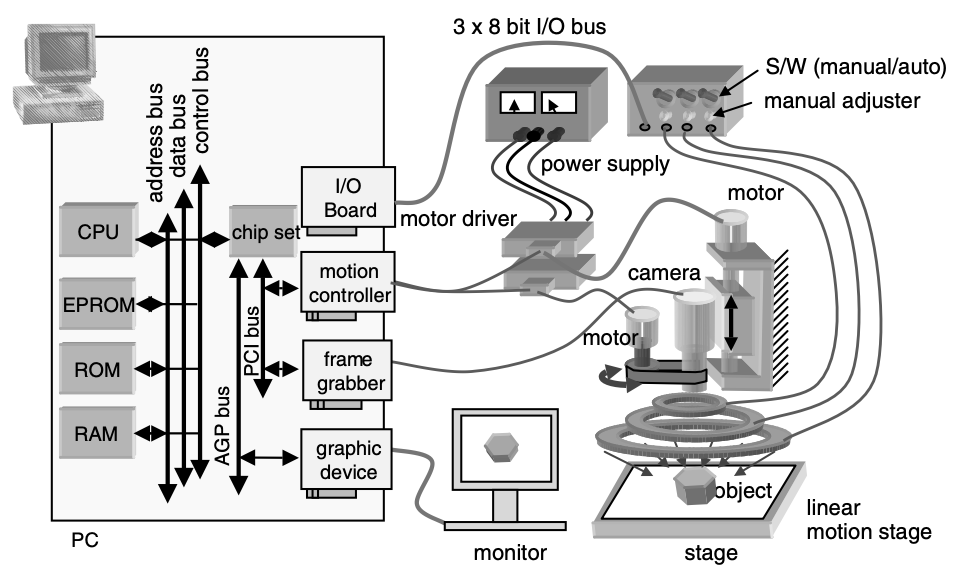 3 x 8 bit I/O bus
S/W (manual/auto)
manual adjuster
power supply
address bus
data bus
control bus
I/O
Board
motor driver
motor
CPU
chip set
motion
controller
camera
EPROM
PCI bus
motor
frame
grabber
ROM
RAM
AGP bus
graphic
device
object
linear
motion stage
PC
monitor
stage